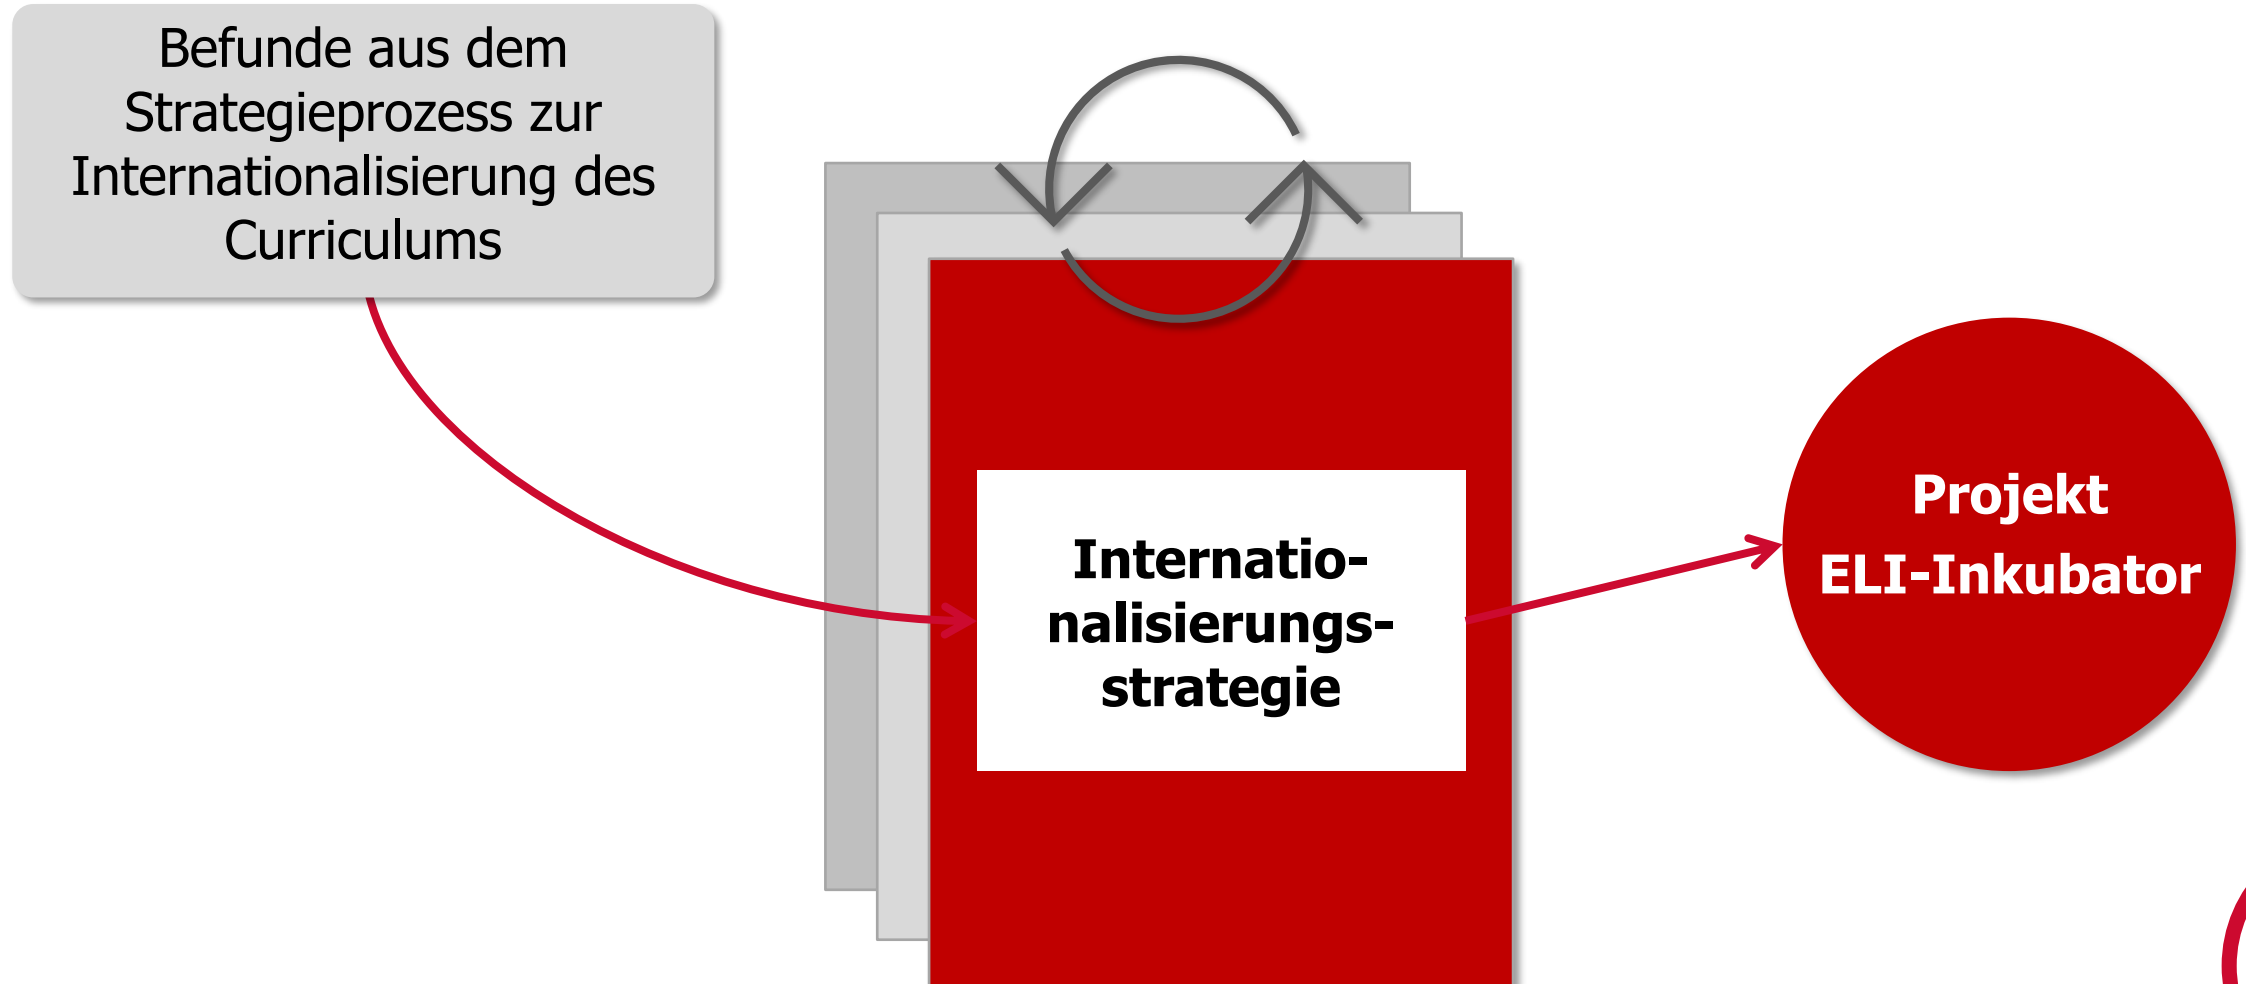 Befunde aus dem
Strategieprozess zur
Internationalisierung des
Curriculums
Internatio-
nalisierungs-
strategie
Projekt
ELI-Inkubator